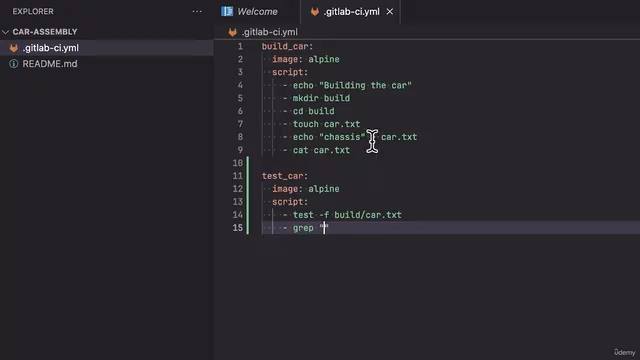 EXPLORER
···
Welcome
.gitlab-ci.yml
CAR-ASSEMBLY
.gitlab-ci.yml
README.md
.gitlab-ci.yml
1 build_car:
2 image: alpine
3 script:
4 - echo "Building the car"
5 - mkdir build
6 - cd build
7 - touch car.txt
8 - echo "chassis" car.txt
9 - cat car.txt
10
11 test_car:
12 image: alpine
13 script:
14 - test -f build/car.txt
15 - grep ""
udemy